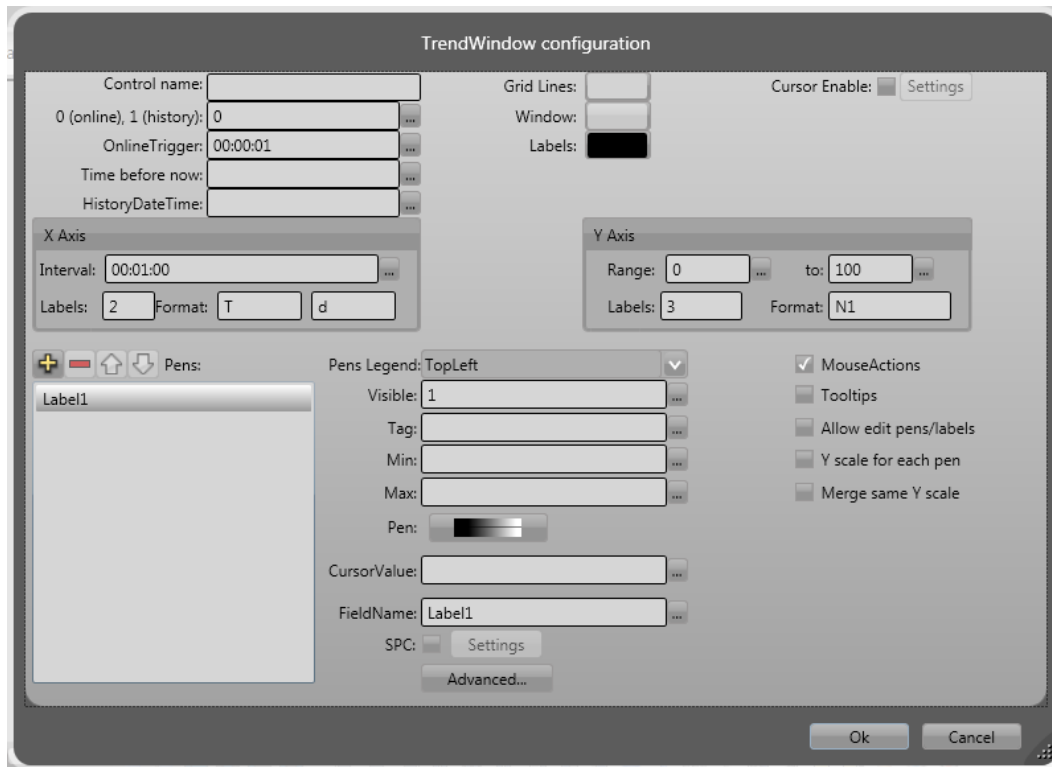 TrendWindow configuration
Control name:
Grid Lines:
Cursor Enable: Settings
0 (online), 1 (history): 0 ...
Window:
OnlineTrigger: 00:00:01 ...
Labels:
Time before now: ...
HistoryDateTime: ...
X Axis
Interval: 00:01:00 ...
Labels: 2 Format: T d
Y Axis
Range: 0 ... to: 100 ...
Labels: 3 Format: N1
Pens:
Label1
Pens Legend: TopLeft
Visible: 1 ...
Tag: ...
Min: ...
Max: ...
Pen:
CursorValue: ...
FieldName: Label1 ...
SPC: Settings
Advanced...
MouseActions
Tooltips
Allow edit pens/labels
Y scale for each pen
Merge same Y scale
Ok Cancel